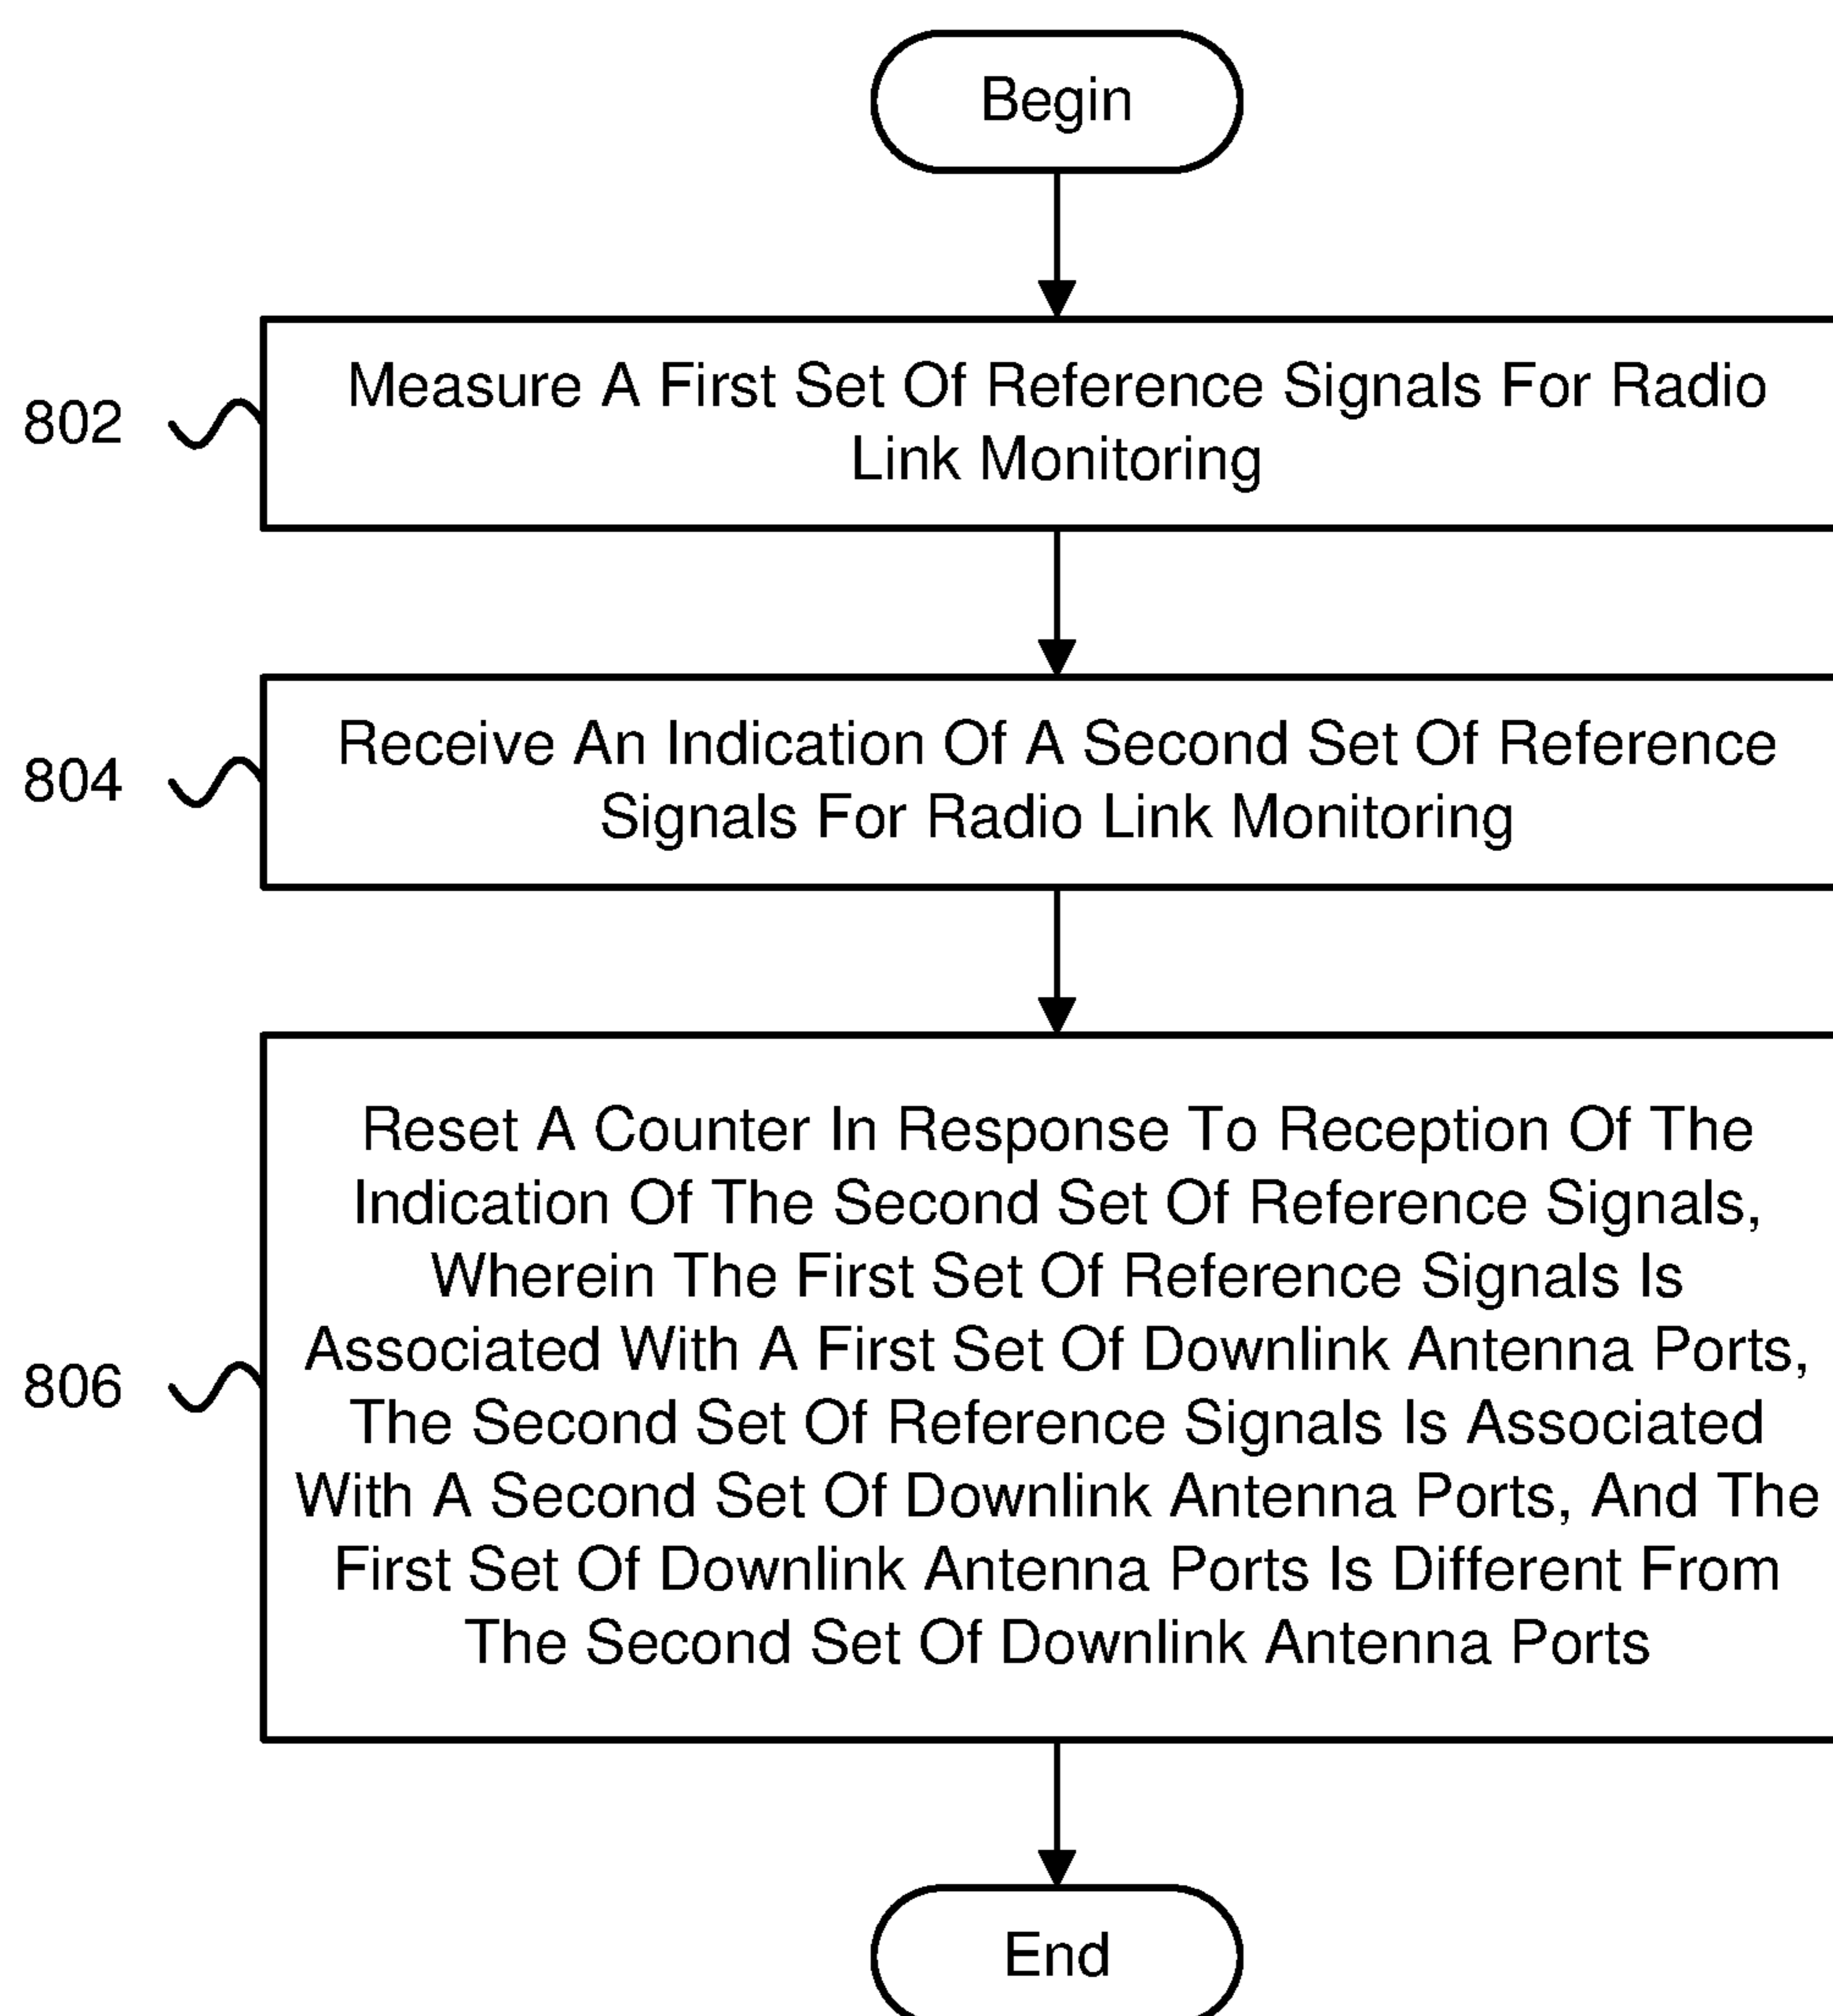 Begin
802
Measure A First Set Of Reference Signals For Radio
Link Monitoring
804
Receive An Indication Of A Second Set Of Reference
Signals For Radio Link Monitoring
806
Reset A Counter In Response To Reception Of The
Indication Of The Second Set Of Reference Signals,
Wherein The First Set Of Reference Signals Is
Associated With A First Set Of Downlink Antenna Ports,
The Second Set Of Reference Signals Is Associated
With A Second Set Of Downlink Antenna Ports, And The
First Set Of Downlink Antenna Ports Is Different From
The Second Set Of Downlink Antenna Ports
End